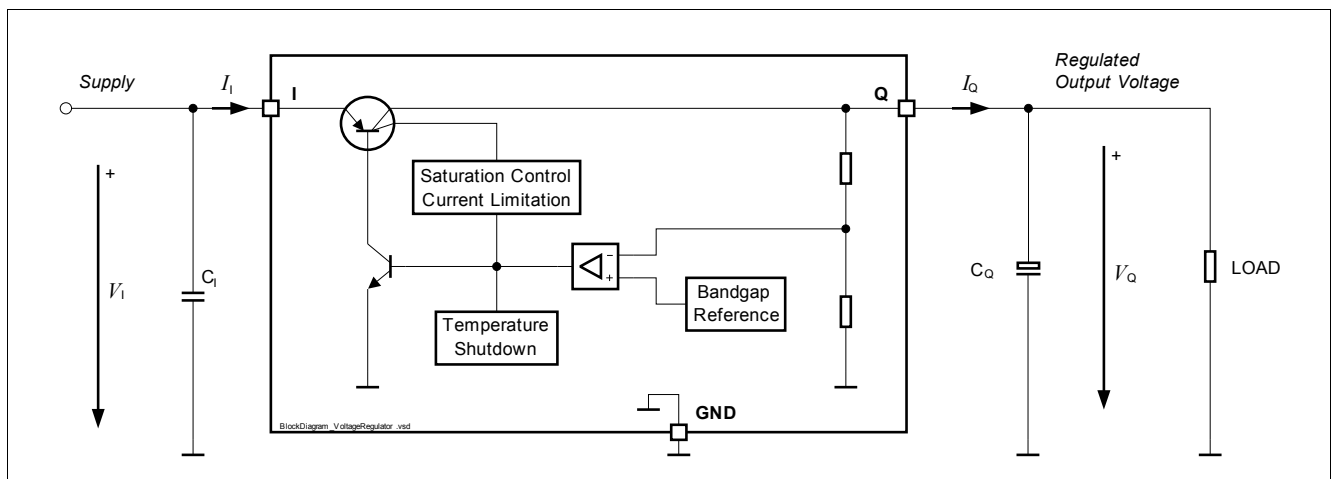 Supply
I_I
I
Q
I_Q
Regulated
Output Voltage
+
Saturation Control
Current Limitation
−
+
Bandgap
Reference
Temperature
Shutdown
V_I
C_I
C_Q
+
V_Q
LOAD
GND
BlockDiagram_VoltageRegulator .vsd